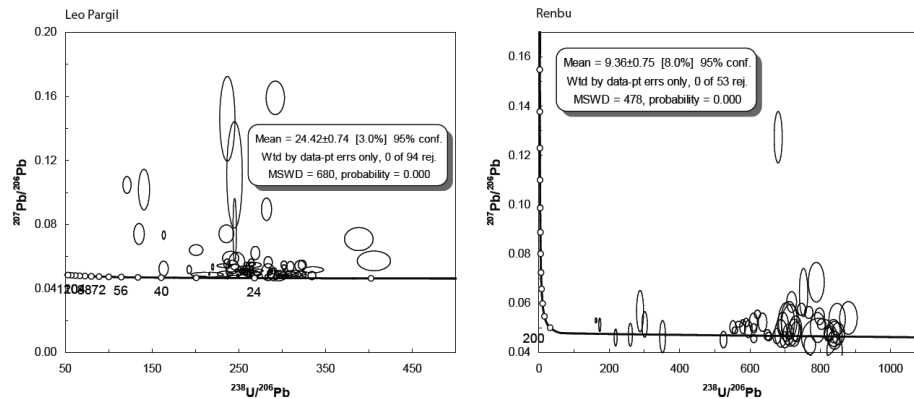 Leo Pargil
0.20
0.16
0.12
0.08
0.04
0.00
²⁰⁷Pb/²⁰⁶Pb
Mean = 24.42±0.74 [3.0%] 95% conf.
Wtd by data-pt errs only, 0 of 94 rej.
MSWD = 680, probability = 0.000
72
56
40
24
50
150
250
350
450
²³⁸U/²⁰⁶Pb
Renbu
0.16
0.14
0.12
0.10
0.08
0.06
0.04
²⁰⁷Pb/²⁰⁶Pb
Mean = 9.36±0.75 [8.0%] 95% conf.
Wtd by data-pt errs only, 0 of 53 rej.
MSWD = 478, probability = 0.000
200
0
200
400
600
800
1000
²³⁸U/²⁰⁶Pb